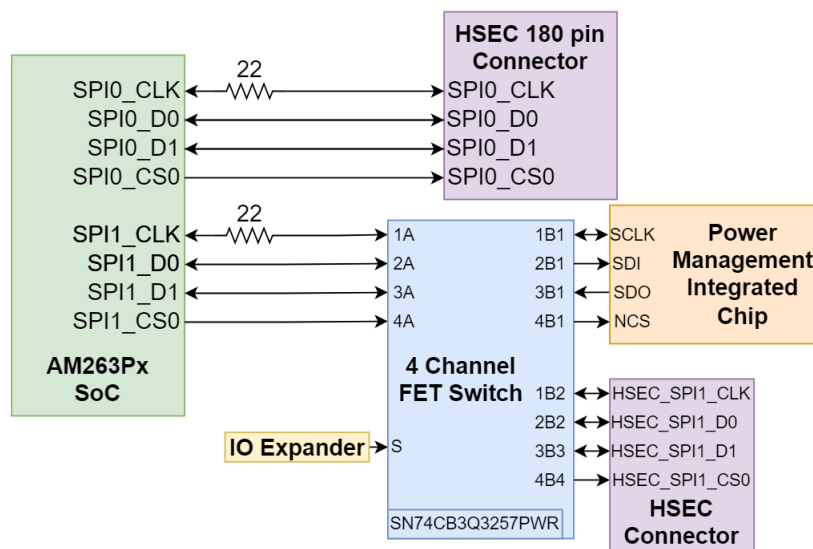 HSEC 180 pin
Connector
22
SPI0_CLK
SPI0_CLK
SPI0_D0
SPI0_D0
SPI0_D1
SPI0_D1
SPI0_CS0
SPI0_CS0
22
SPI1_CLK
SPI1_D0
SPI1_D1
SPI1_CS0
AM263Px
SoC
1A
2A
3A
4A
1B1
2B1
3B1
4B1
4 Channel
FET Switch
1B2
2B2
3B3
4B4
S
SN74CB3Q3257PWR
IO Expander
SCLK
SDI
SDO
NCS
Power
Management
Integrated
Chip
HSEC_SPI1_CLK
HSEC_SPI1_D0
HSEC_SPI1_D1
HSEC_SPI1_CS0
HSEC
Connector